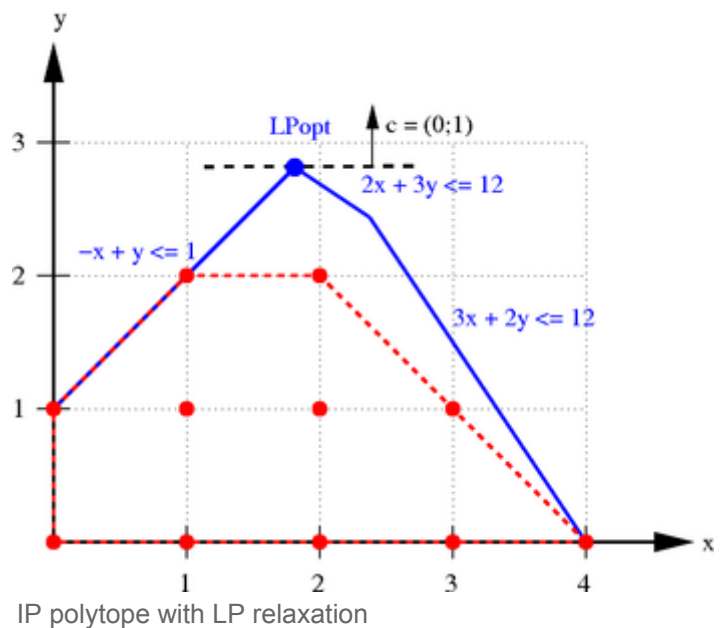 y
3
LPopt
c = (0;1)
2x + 3y <= 12
−x + y <= 1
2
3x + 2y <= 12
1
x
1 2 3 4
IP polytope with LP relaxation